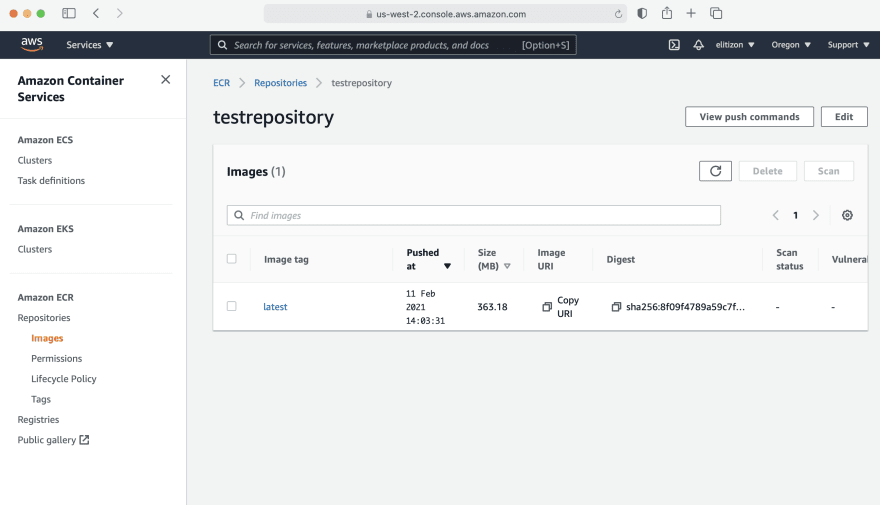 us-west-2.console.aws.amazon.com
aws
Services
Search for services, features, marketplace products, and docs
[Option+S]
elitizon
Oregon
Support
Amazon Container
Services
Amazon ECS
Clusters
Task definitions
Amazon EKS
Clusters
Amazon ECR
Repositories
Images
Permissions
Lifecycle Policy
Tags
Registries
Public gallery
ECR
Repositories
testrepository
testrepository
View push commands
Edit
Images (1)
Delete
Scan
Find images
1
Image tag
Pushed
at
Size
(MB)
Image
URI
Digest
Scan
status
Vulneral
latest
11 Feb
2021
14:03:31
363.18
Copy
URI
sha256:8f09f4789a59c7f...
-
-